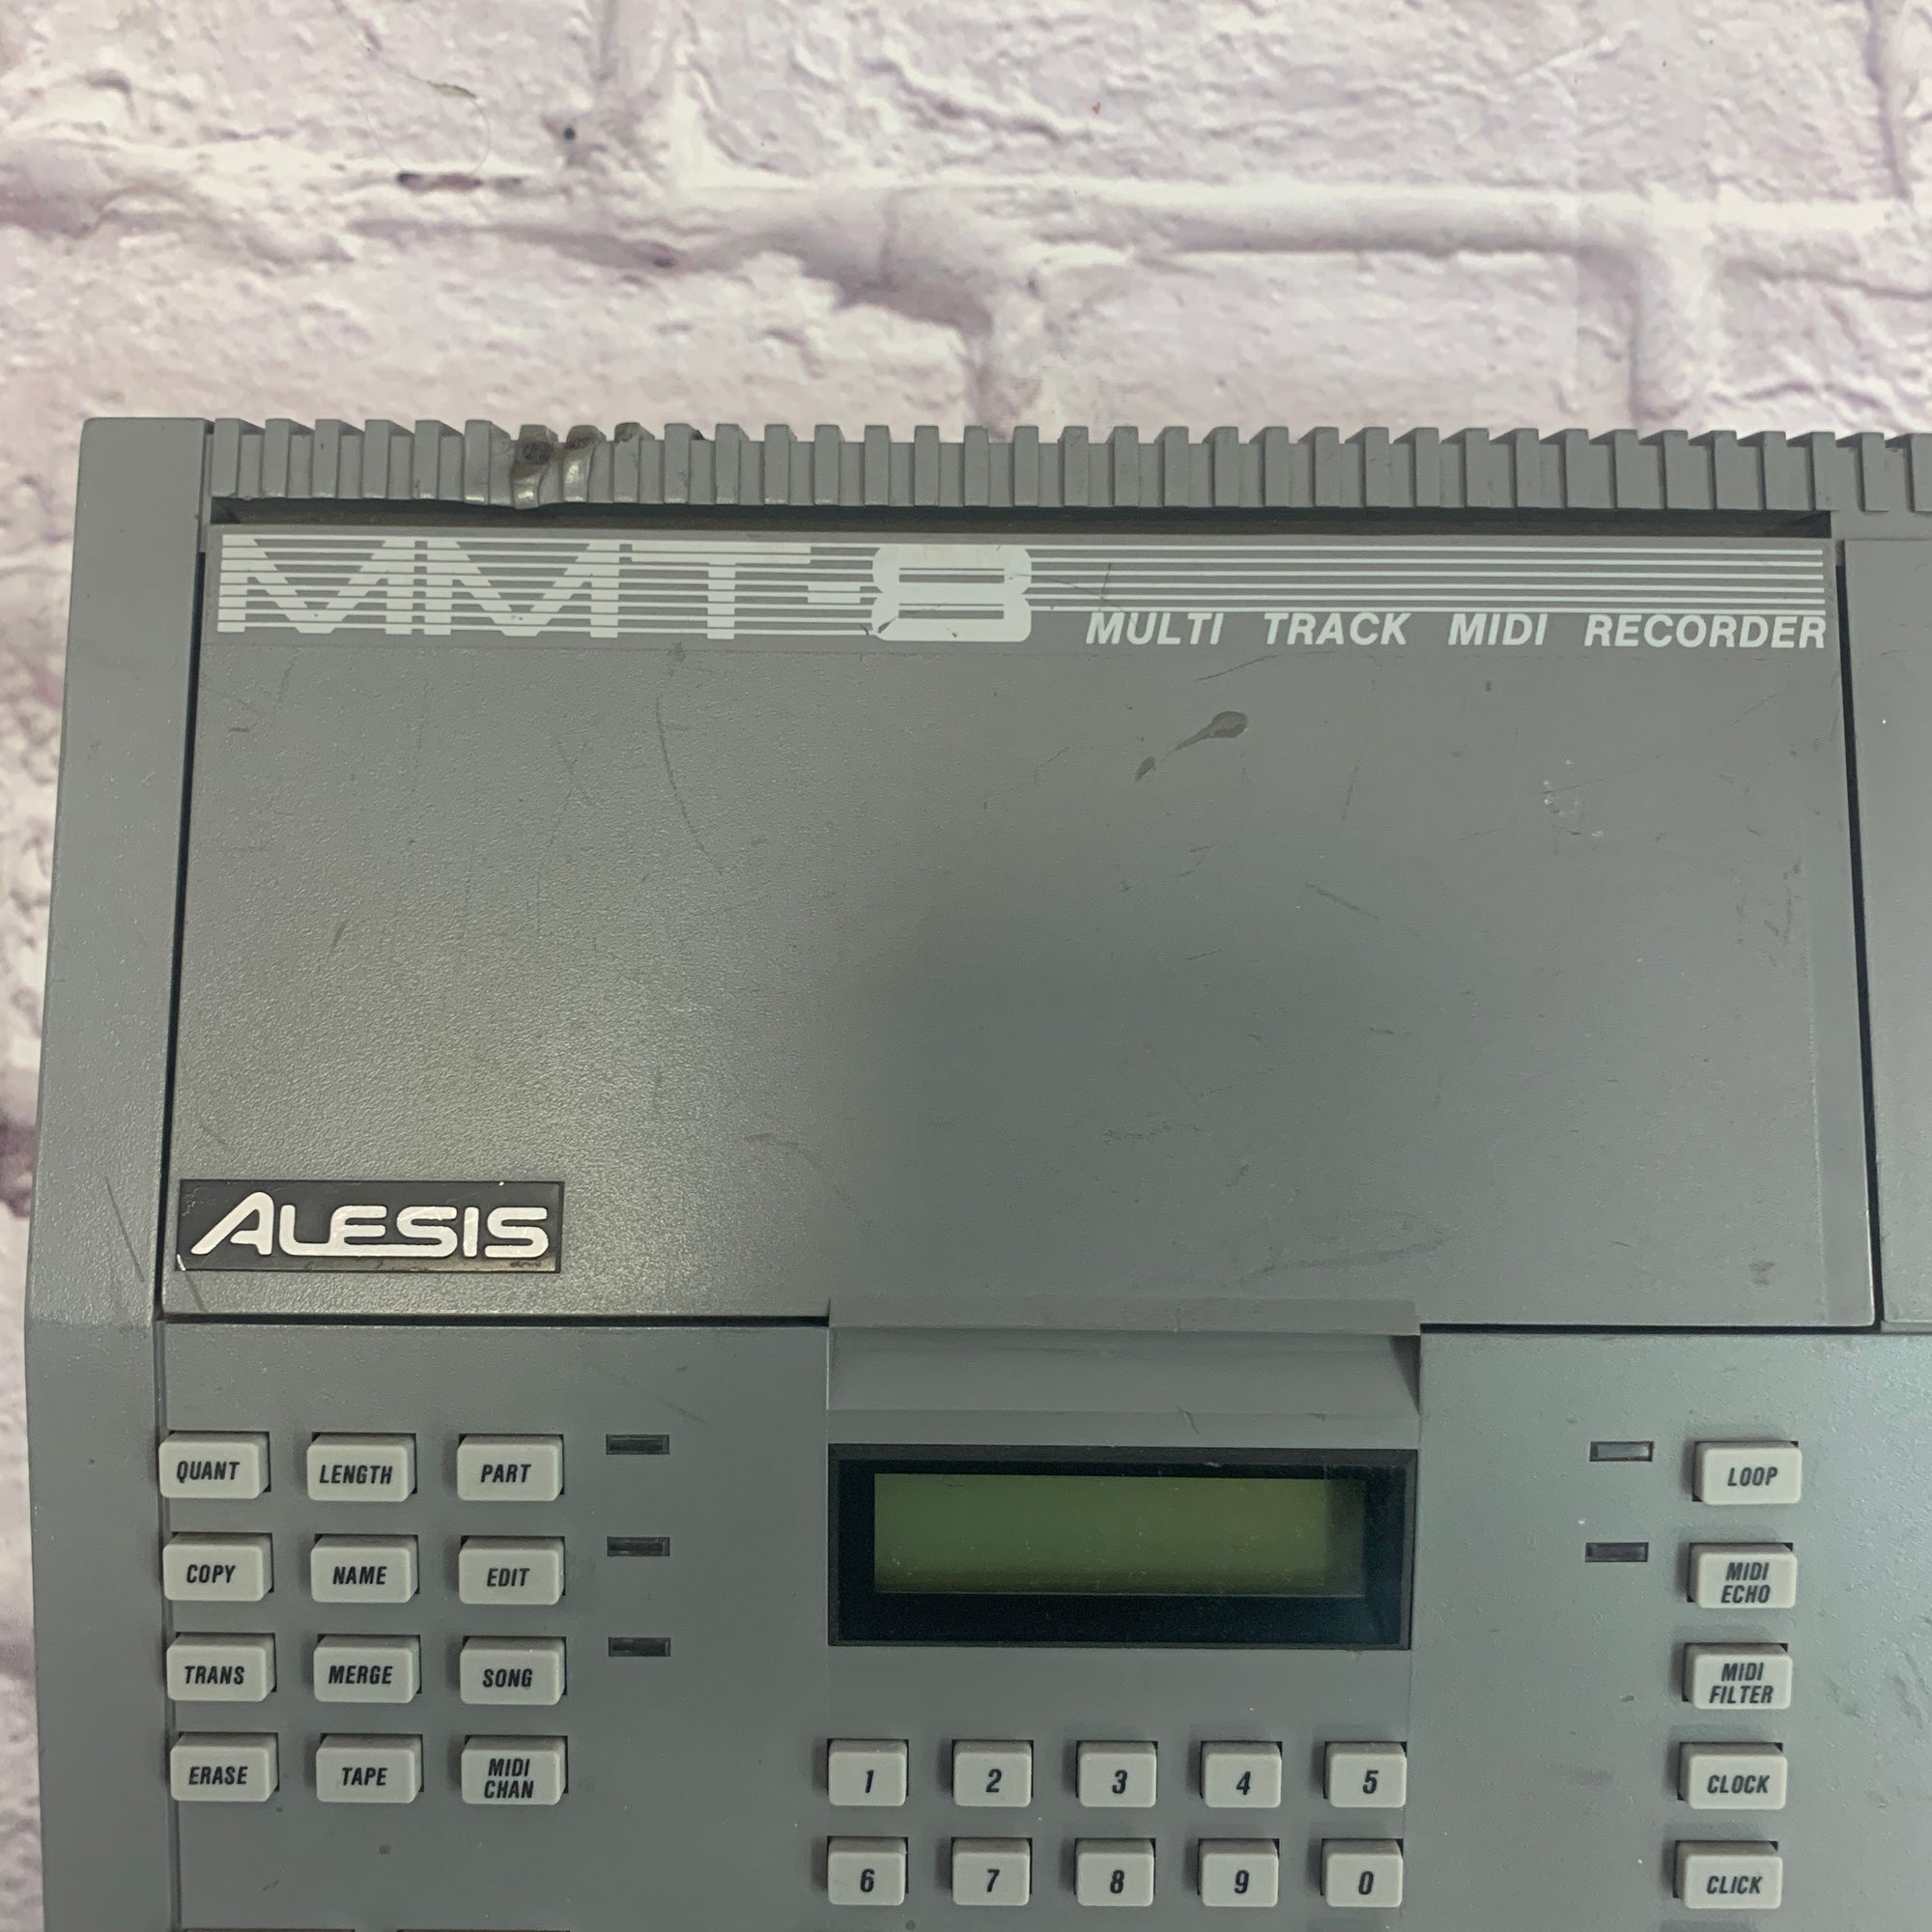 MMT-8
MULTI TRACK MIDI RECORDER
ALESIS
QUANT LENGTH PART
COPY NAME EDIT
TRANS MERGE SONG
ERASE TAPE MIDI CHAN
1 2 3 4 5
6 7 8 9 0
LOOP
MIDI
ECHO
MIDI
FILTER
CLOCK
CLICK